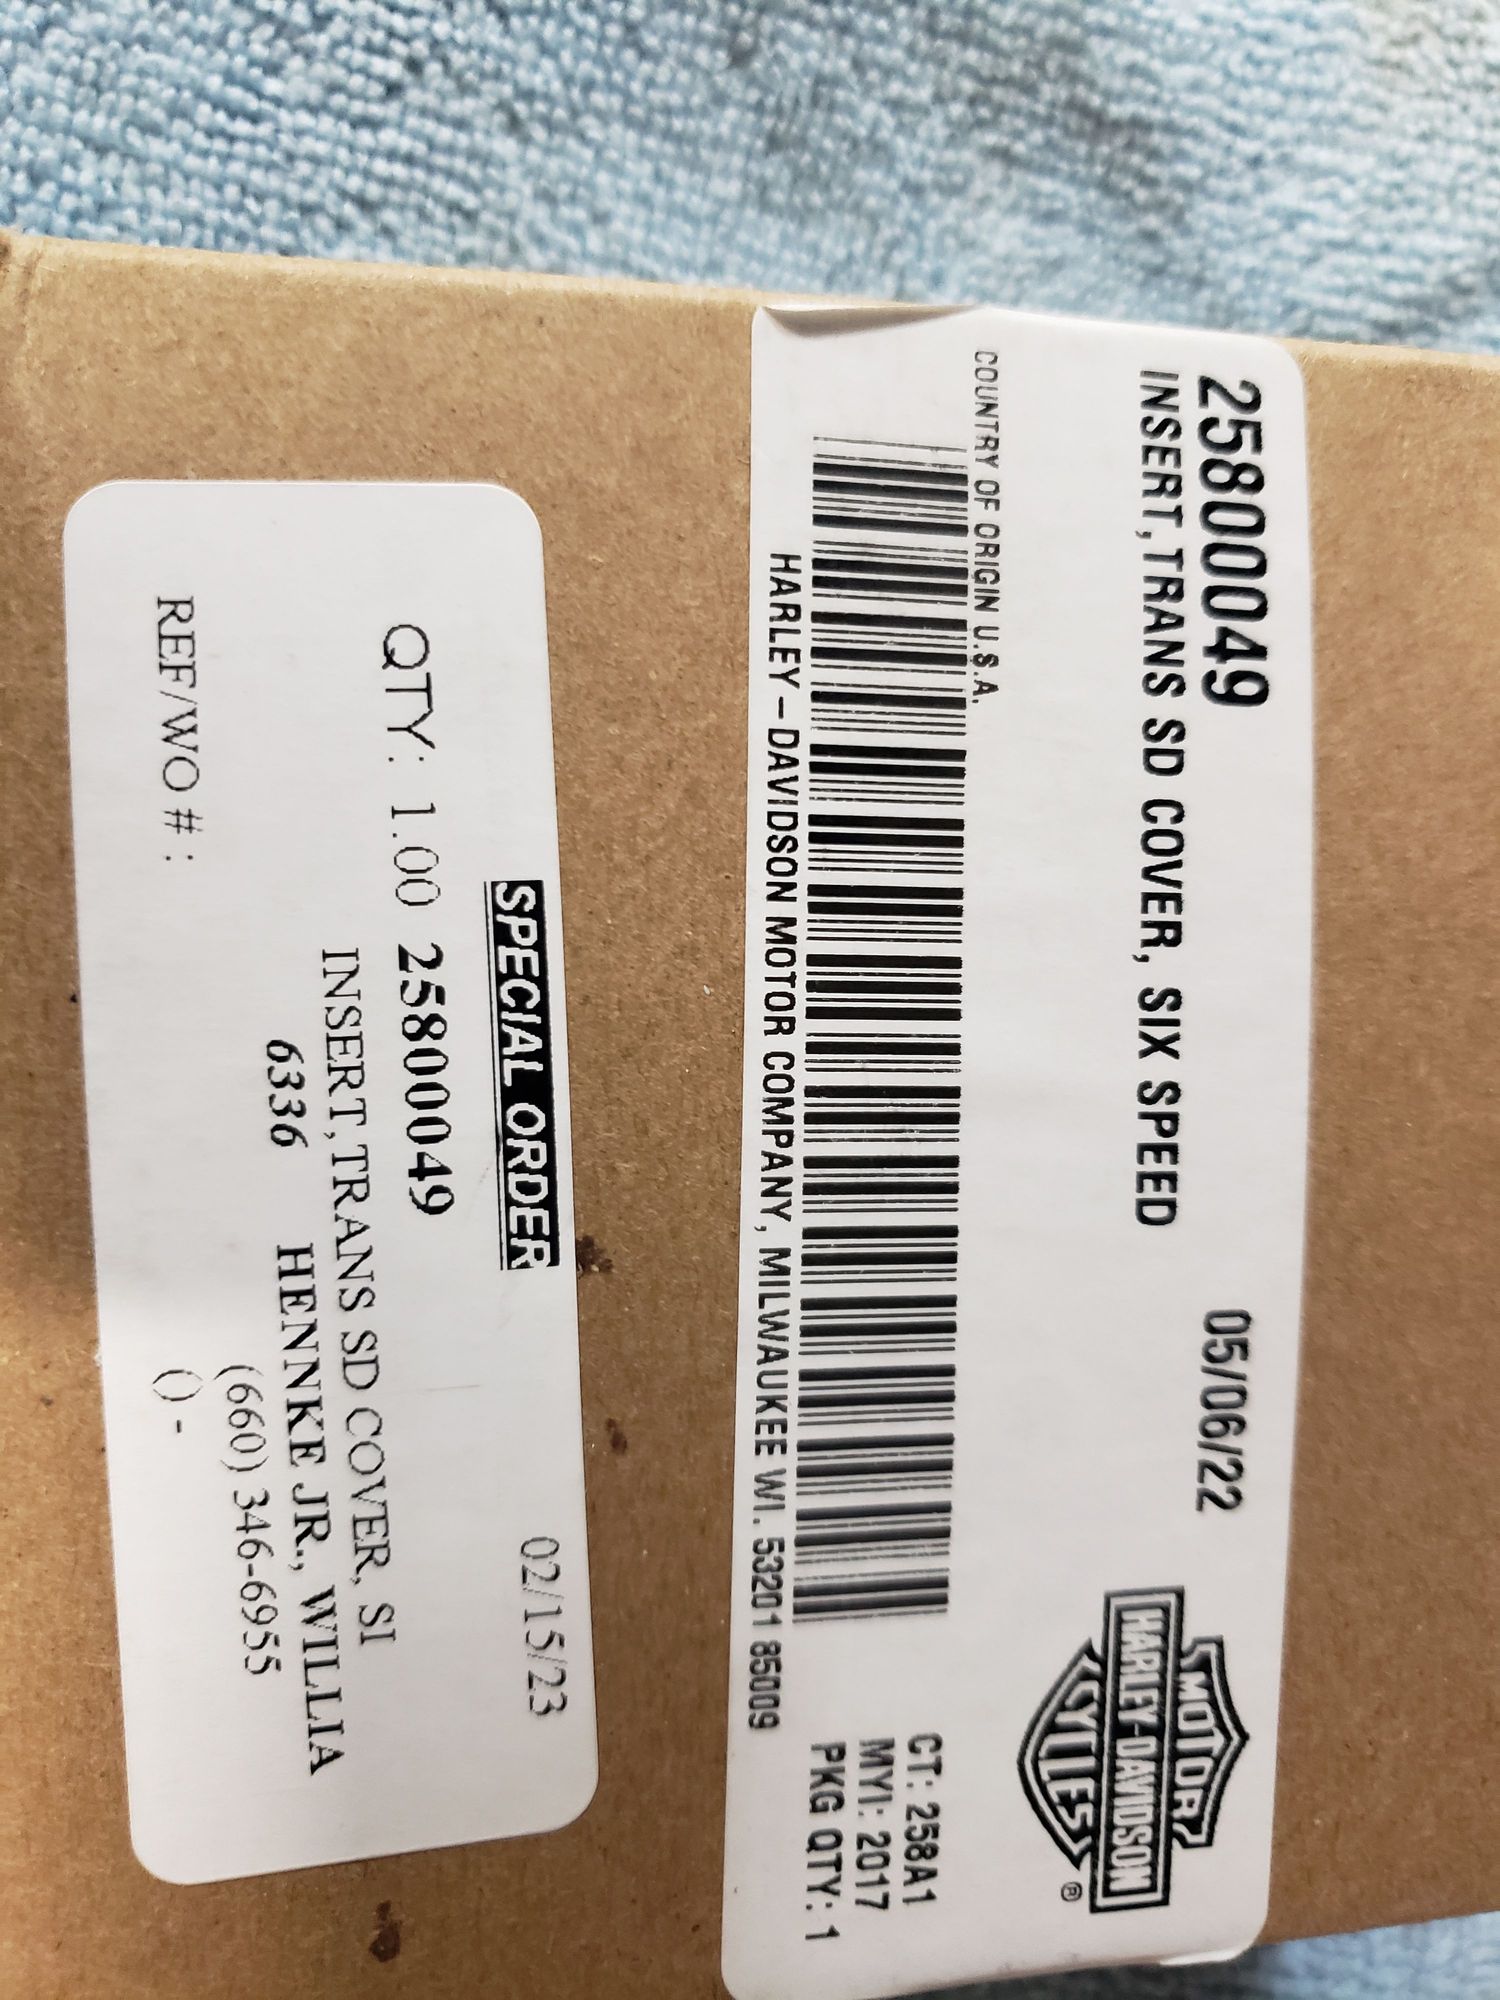 25800049
05/06/22
INSERT,TRANS SD COVER, SIX SPEED
MOTOR
HARLEY-DAVIDSON
CYCLES
®
COUNTRY OF ORIGIN U.S.A.
CT: 258A1
MYI: 2017
PKG QTY: 1
HARLEY-DAVIDSON MOTOR COMPANY, MILWAUKEE WI. 53201 85009
02/15/23
SPECIAL ORDER
QTY: 1.00 25800049
INSERT,TRANS SD COVER, SI
6336 HENNKE JR., WILLIA
(660) 346-6955
() -
REF/WO # :